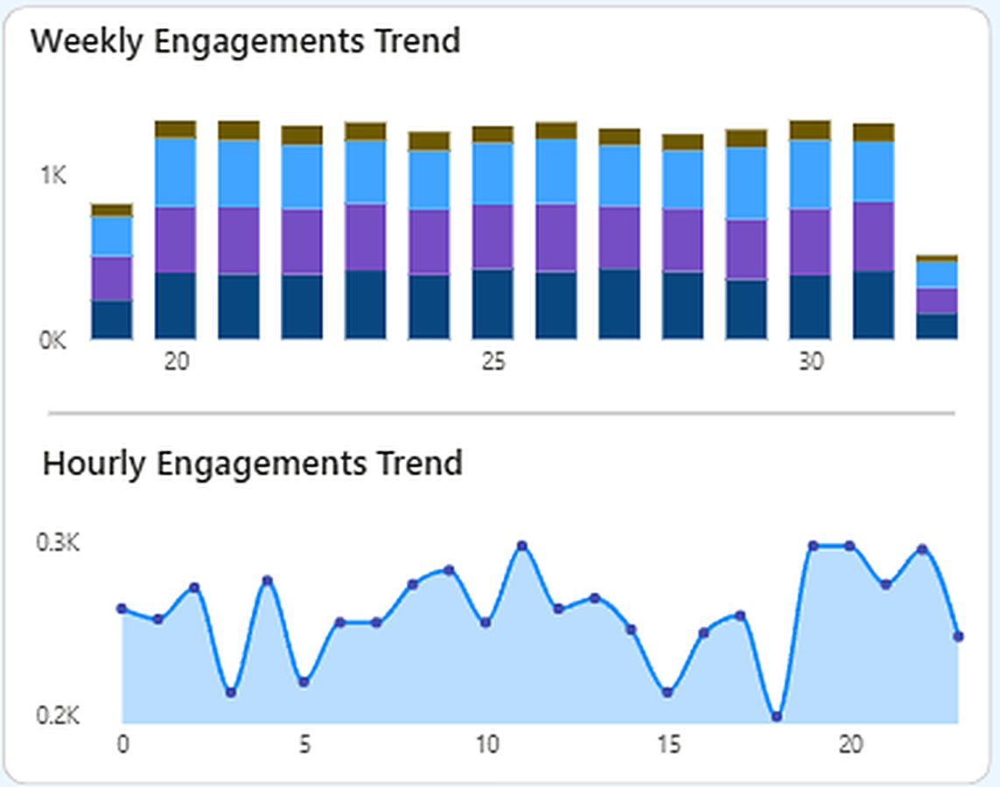 Weekly Engagements Trend
1K
0K
20 25 30
Hourly Engagements Trend
0.3K
0.2K
0 5 10 15 20